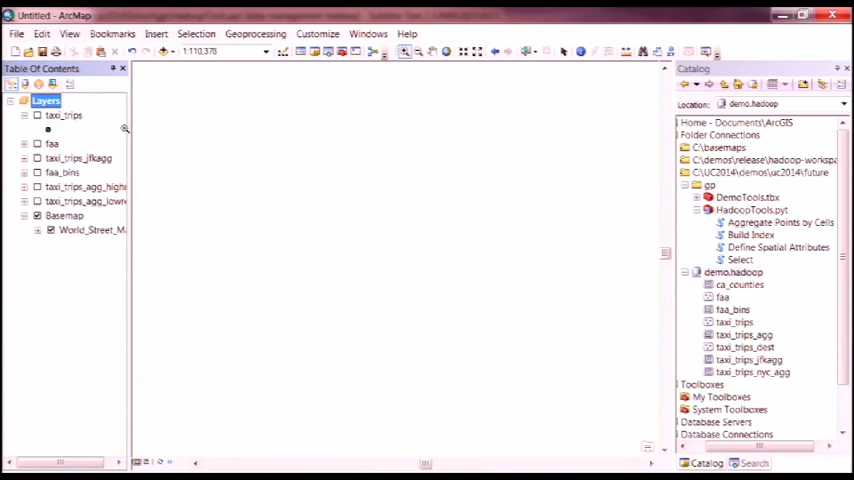 Untitled - ArcMap
File Edit View Bookmarks Insert Selection Geoprocessing Customize Windows Help
1:110,378
Table Of Contents
Layers
taxi_trips
faa
taxi_trips_jfkagg
faa_bins
taxi_trips_agg_highr
taxi_trips_agg_lowre
Basemap
World_Street_Ma
Catalog
Location: demo.hadoop
Home - Documents\ArcGIS
Folder Connections
C:\basemaps
C:\demos\release\hadoop-workspa
C:\UC2014\demos\uc2014\future
gp
DemoTools.tbx
HadoopTools.pyt
Aggregate Points by Cells
Build Index
Define Spatial Attributes
Select
demo.hadoop
ca_counties
faa
faa_bins
taxi_trips
taxi_trips_agg
taxi_trips_dest
taxi_trips_jfkagg
taxi_trips_nyc_agg
Toolboxes
My Toolboxes
System Toolboxes
Database Servers
Database Connections
Catalog Search